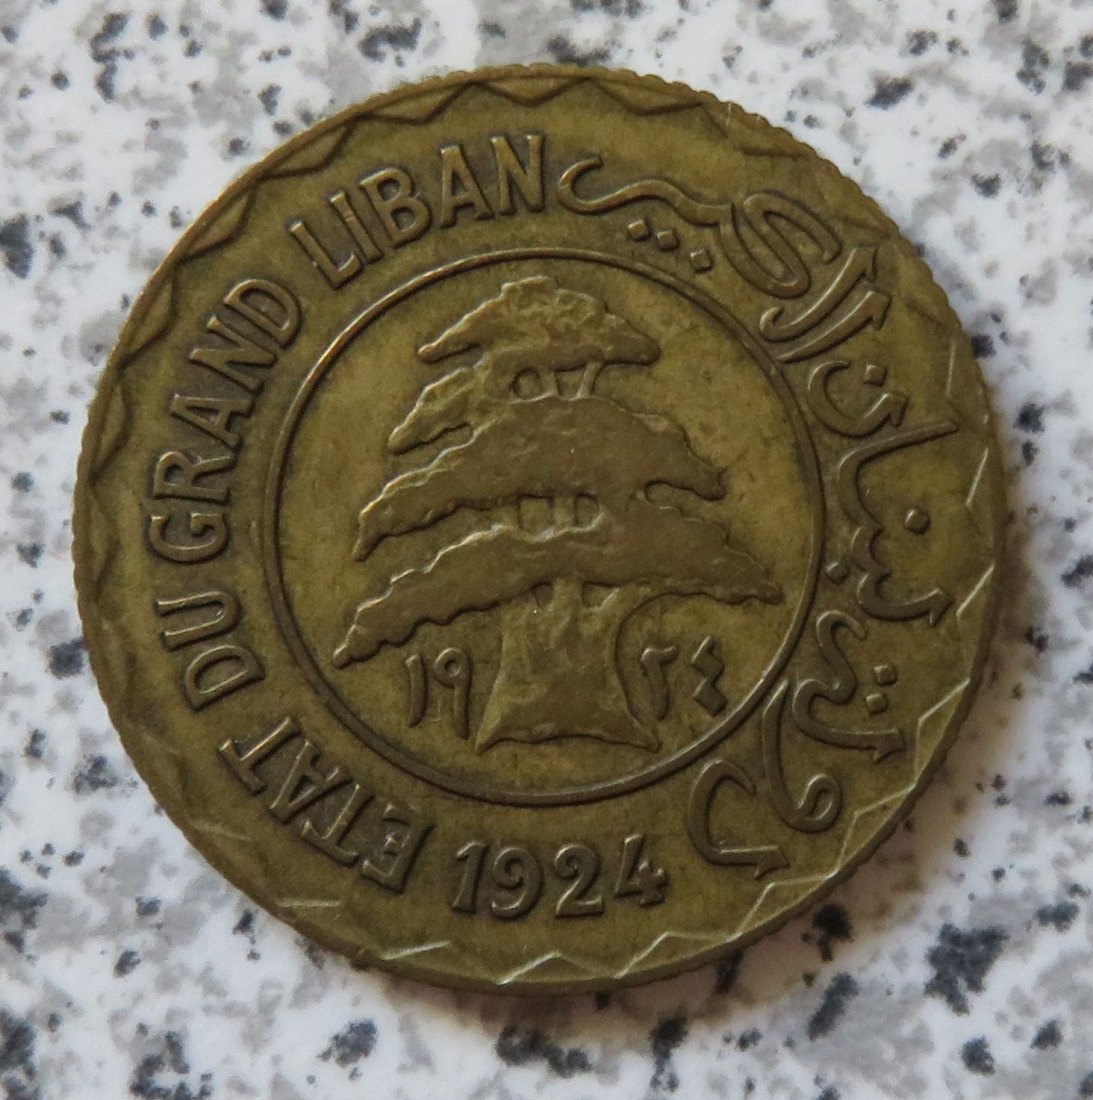 ETAT DU GRAND LIBAN
دولة لبنان الكبير
١٩٢٤
1924